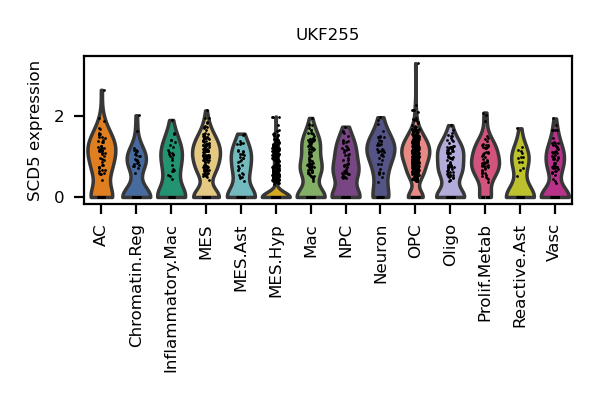 UKF255
SCD5 expression
2
0
AC
Chromatin.Reg
Inflammatory.Mac
MES
MES.Ast
MES.Hyp
Mac
NPC
Neuron
OPC
Oligo
Prolif.Metab
Reactive.Ast
Vasc